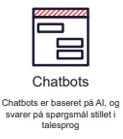 Chatbots
Chatbots er baseret på AI, og
svarer på spørgsmål stillet i
talesprog